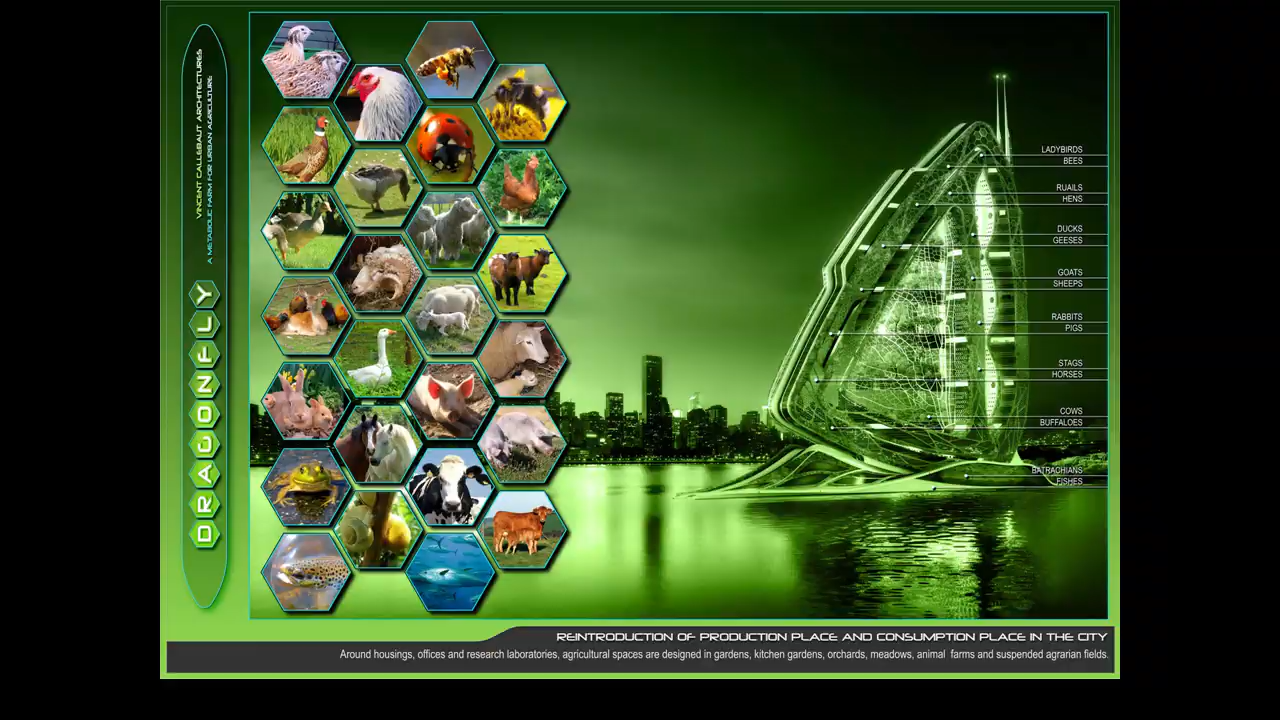 VINCENT CALLEBAUT ARCHITECTURES
A METABOLIC FARM FOR URBAN AGRICULTURE
DRAGONFLY
LADYBIRDS
BEES
RUAILS
HENS
DUCKS
GEESES
GOATS
SHEEPS
RABBITS
PIGS
STAGS
HORSES
COWS
BUFFALOES
BATRACHIANS
FISHES
REINTRODUCTION OF PRODUCTION PLACE AND CONSUMPTION PLACE IN THE CITY
Around housings, offices and research laboratories, agricultural spaces are designed in gardens, kitchen gardens, orchards, meadows, animal farms and suspended agrarian fields.